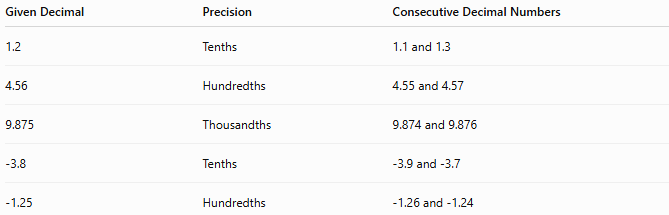 Given Decimal Precision Consecutive Decimal Numbers
1.2 Tenths 1.1 and 1.3
4.56 Hundredths 4.55 and 4.57
9.875 Thousandths 9.874 and 9.876
-3.8 Tenths -3.9 and -3.7
-1.25 Hundredths -1.26 and -1.24